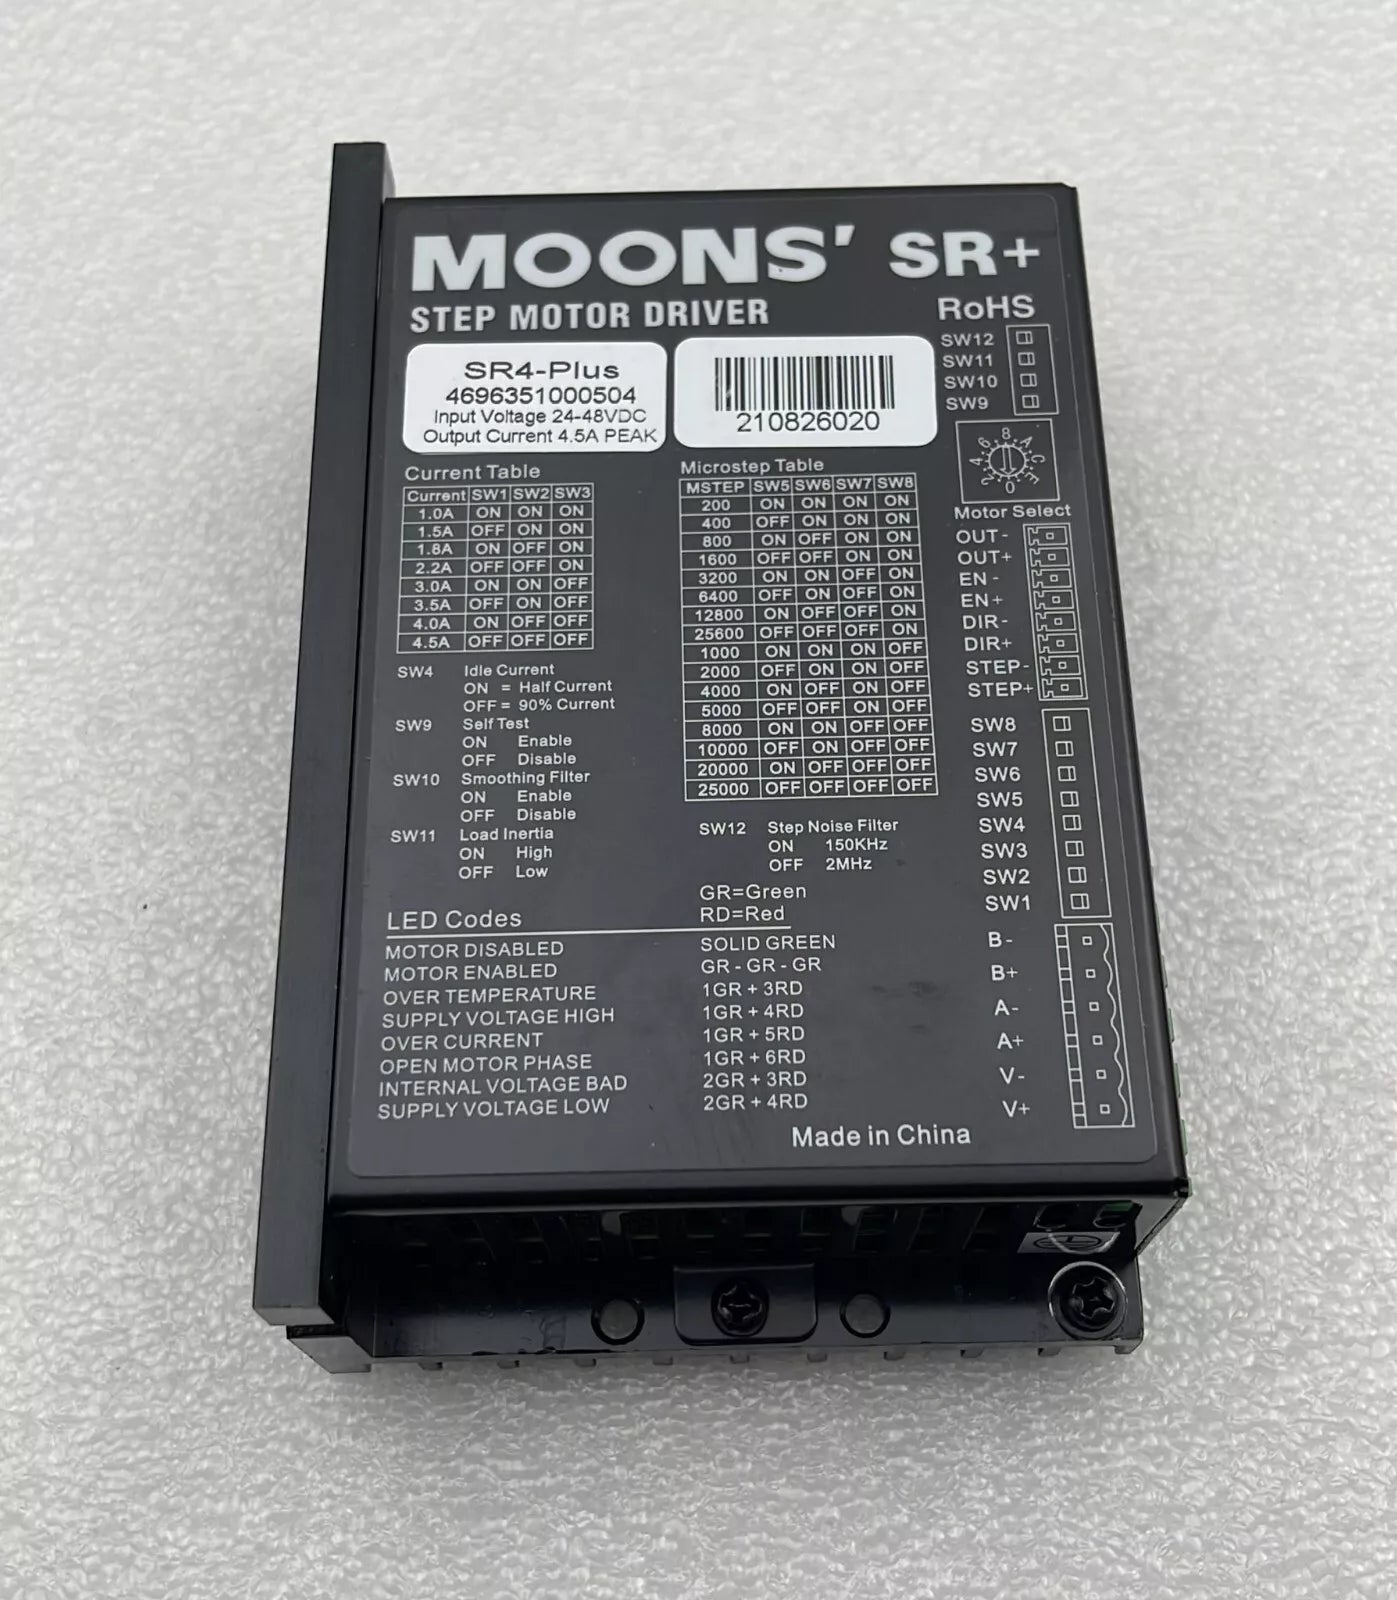 MOONS' SR+
STEP MOTOR DRIVER
RoHS
SR4-Plus
4696351000504
Input Voltage 24-48VDC
Output Current 4.5A PEAK
210826020
SW12
SW11
SW10
SW9
Current Table
Current SW1 SW2 SW3
1.0A ON ON ON
1.5A OFF ON ON
1.8A ON OFF ON
2.2A OFF OFF ON
3.0A ON ON OFF
3.5A OFF ON OFF
4.0A ON OFF OFF
4.5A OFF OFF OFF
SW4 Idle Current
ON = Half Current
OFF = 90% Current
SW9 Self Test
ON Enable
OFF Disable
SW10 Smoothing Filter
ON Enable
OFF Disable
SW11 Load Inertia
ON High
OFF Low
Microstep Table
MSTEP SW5 SW6 SW7 SW8
200 ON ON ON ON
400 OFF ON ON ON
800 ON OFF ON ON
1600 OFF OFF ON ON
3200 ON ON OFF ON
6400 OFF ON OFF ON
12800 ON OFF OFF ON
25600 OFF OFF OFF ON
1000 ON ON ON OFF
2000 OFF ON ON OFF
4000 ON OFF ON OFF
5000 OFF OFF ON OFF
8000 ON ON OFF OFF
10000 OFF ON OFF OFF
20000 ON OFF OFF OFF
25000 OFF OFF OFF OFF
SW12 Step Noise Filter
ON 150KHz
OFF 2MHz
GR=Green
RD=Red
LED Codes
MOTOR DISABLED SOLID GREEN
MOTOR ENABLED GR - GR - GR
OVER TEMPERATURE 1GR + 3RD
SUPPLY VOLTAGE HIGH 1GR + 4RD
OVER CURRENT 1GR + 5RD
OPEN MOTOR PHASE 1GR + 6RD
INTERNAL VOLTAGE BAD 2GR + 3RD
SUPPLY VOLTAGE LOW 2GR + 4RD
0 2 4 6 8 A C E
Motor Select
OUT-
OUT+
EN-
EN+
DIR-
DIR+
STEP-
STEP+
SW8
SW7
SW6
SW5
SW4
SW3
SW2
SW1
B-
B+
A-
A+
V-
V+
Made in China